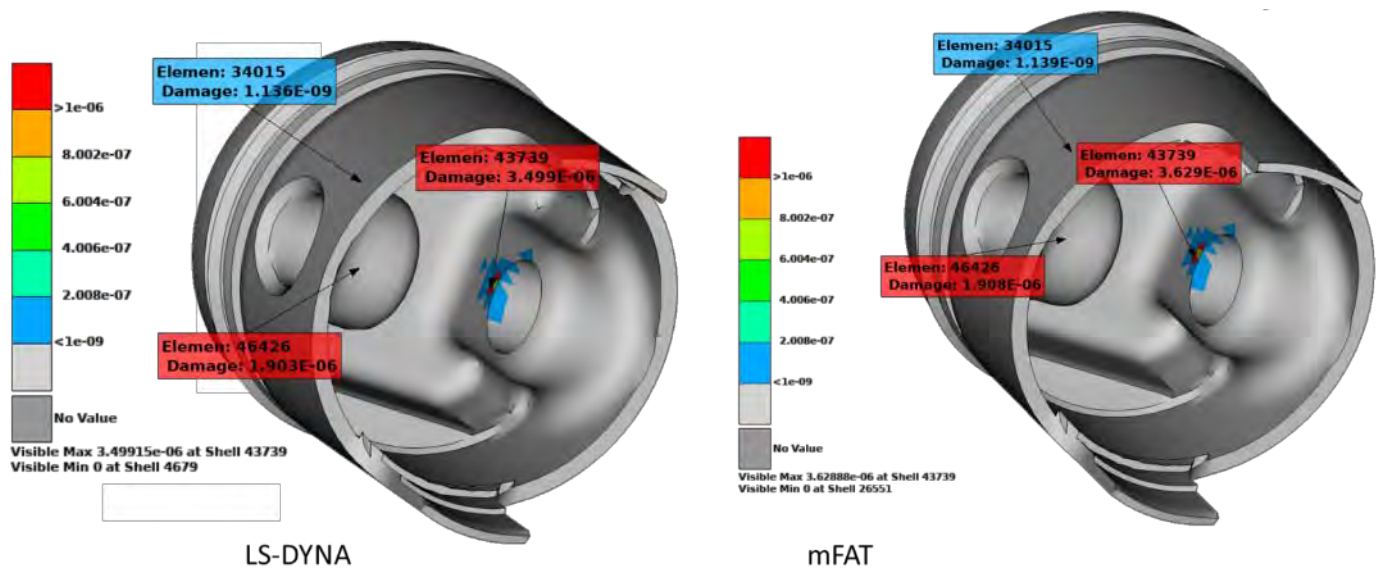 Elemen: 34015
Damage: 1.136E-09
Elemen: 43739
Damage: 3.499E-06
Elemen: 46426
Damage: 1.903E-06
>1e-06
8.002e-07
6.004e-07
4.006e-07
2.008e-07
<1e-09
No Value
Visible Max 3.49915e-06 at Shell 43739
Visible Min 0 at Shell 4679
LS-DYNA
Elemen: 34015
Damage: 1.139E-09
Elemen: 43739
Damage: 3.629E-06
Elemen: 46426
Damage: 1.908E-06
>1e-06
8.002e-07
6.004e-07
4.006e-07
2.008e-07
<1e-09
No Value
Visible Max 3.62888e-06 at Shell 43739
Visible Min 0 at Shell 26551
mFAT